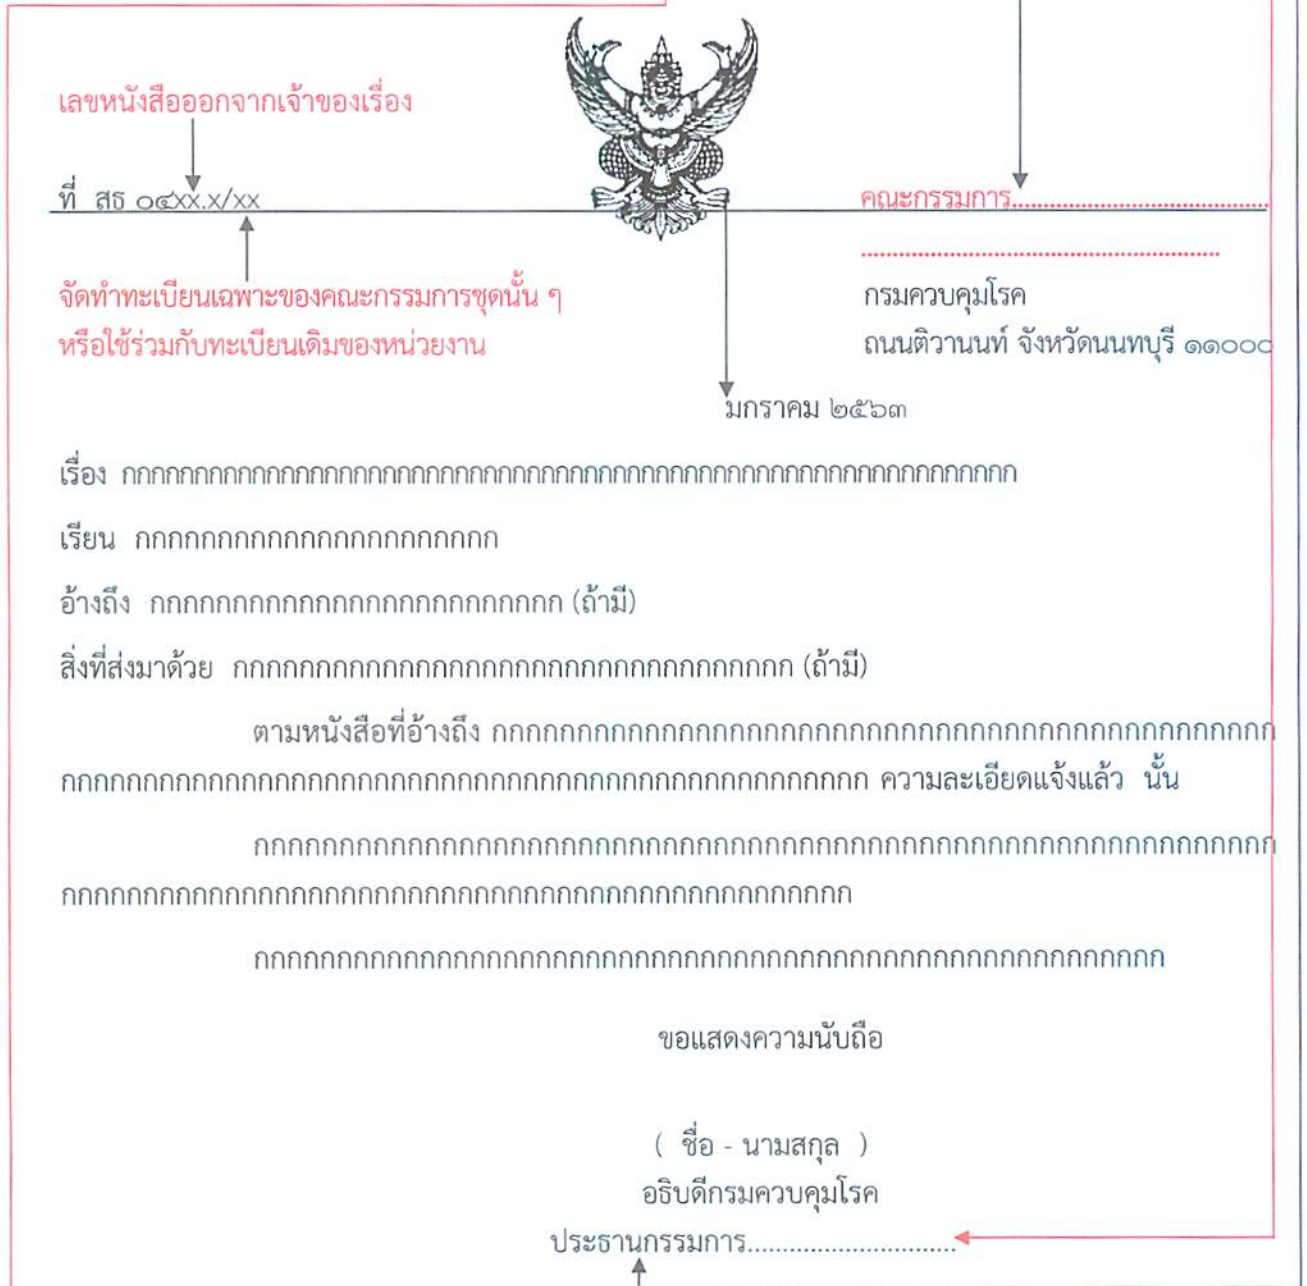 เลขหนังสือออกจากเจ้าของเรื่อง
ที่ สธ ๐๔xx.x/xx
คณะกรรมการ.......................................
......................................................
จัดทำทะเบียนเฉพาะของคณะกรรมการชุดนั้น ๆ
กรมควบคุมโรค
หรือใช้ร่วมกับทะเบียนเดิมของหน่วยงาน
ถนนติวานนท์ จังหวัดนนทบุรี ๑๑๐๐๐
มกราคม ๒๕๖๓
เรื่อง กกกกกกกกกกกกกกกกกกกกกกกกกกกกกกกกกกกกกกกกกกกกกกกกกกกกกกกกกกกกกก
เรียน กกกกกกกกกกกกกกกกกกกกกก
อ้างถึง กกกกกกกกกกกกกกกกกกกกกกกกก (ถ้ามี)
สิ่งที่ส่งมาด้วย กกกกกกกกกกกกกกกกกกกกกกกกกกกกกกกกกก (ถ้ามี)
ตามหนังสือที่อ้างถึง กกกกกกกกกกกกกกกกกกกกกกกกกกกกกกกกกกกกกกกกกกกกกกก
กกกกกกกกกกกกกกกกกกกกกกกกกกกกกกกกกกกกกกกกกกกกกกกกก ความละเอียดแจ้งแล้ว นั้น
กกกกกกกกกกกกกกกกกกกกกกกกกกกกกกกกกกกกกกกกกกกกกกกกกกกกกกกกกกกกกก
กกกกกกกกกกกกกกกกกกกกกกกกกกกกกกกกกกกกกกกกกกกกกกกก
กกกกกกกกกกกกกกกกกกกกกกกกกกกกกกกกกกกกกกกกกกกกกกกกกกกกกกก
ขอแสดงความนับถือ
( ชื่อ - นามสกุล )
อธิบดีกรมควบคุมโรค
ประธานกรรมการ..............................